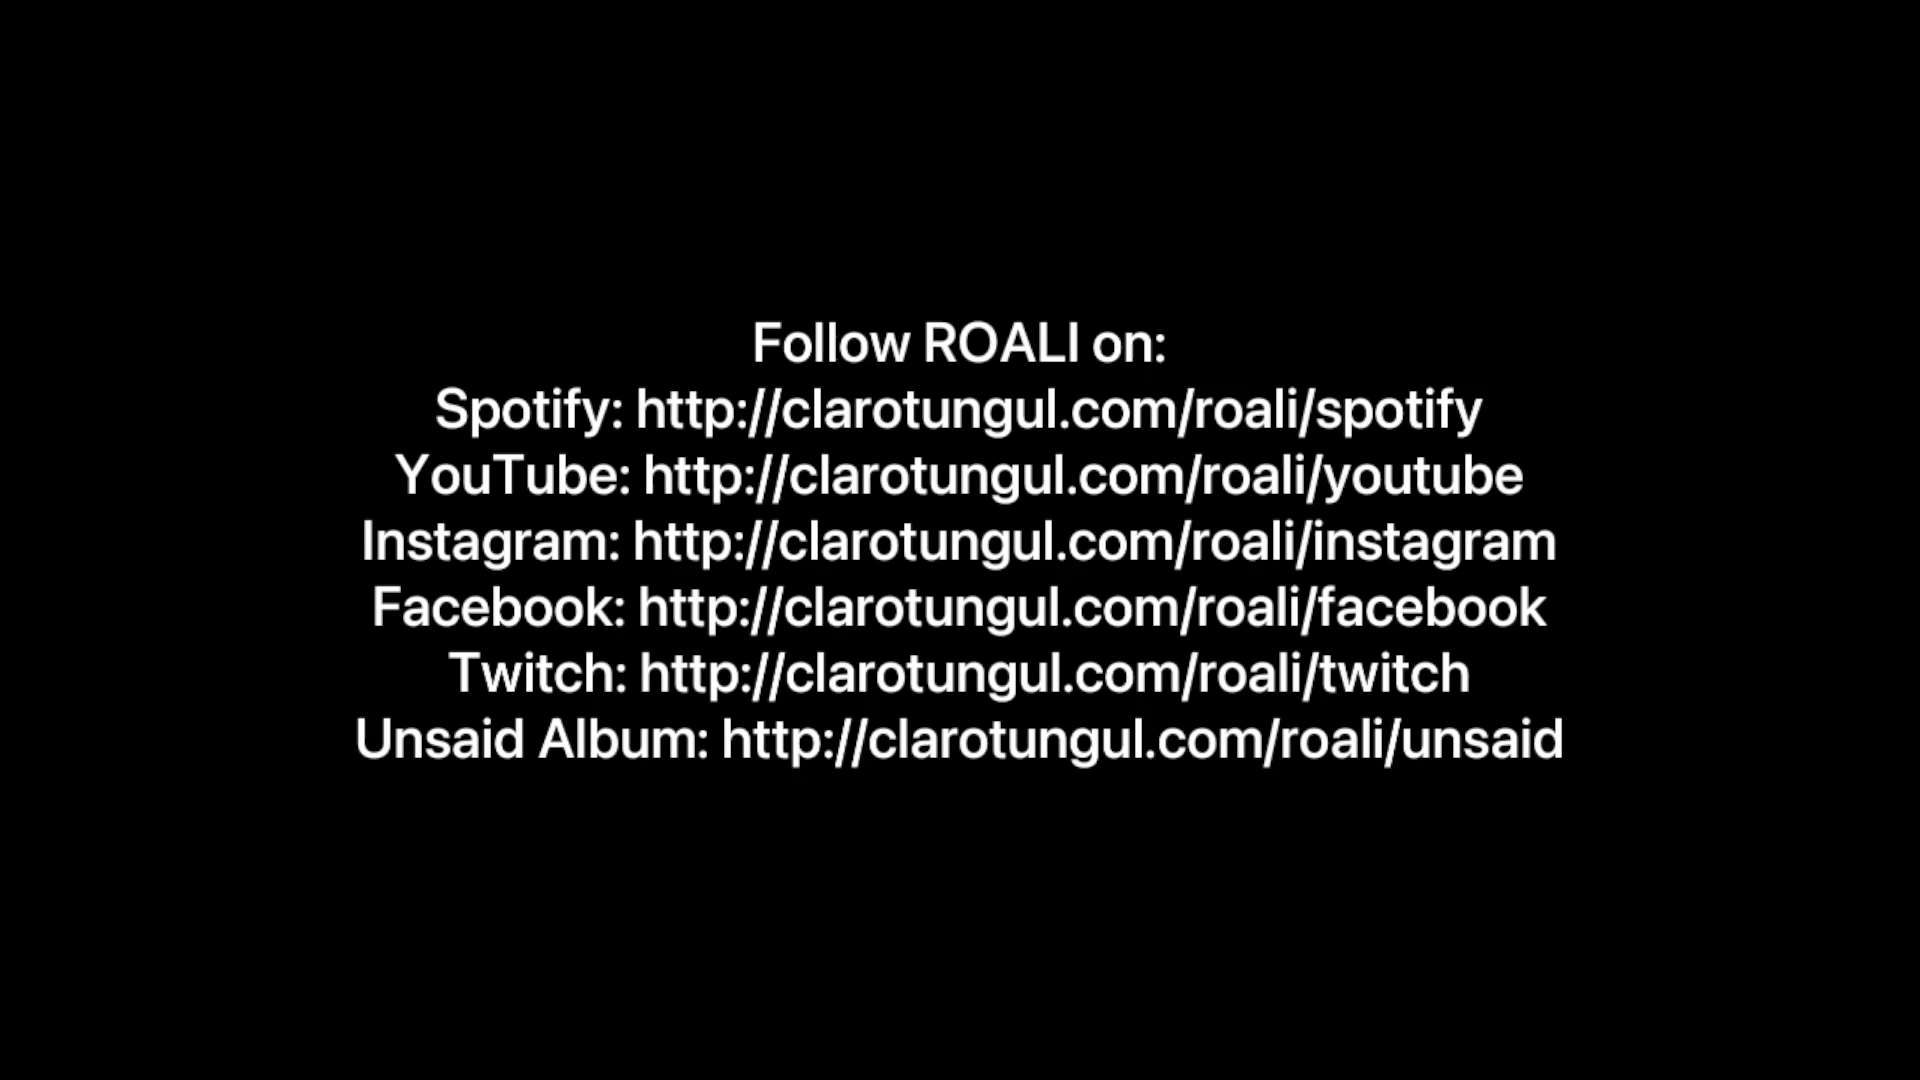 Follow ROALI on:
Spotify: http://clarotungul.com/roali/spotify
YouTube: http://clarotungul.com/roali/youtube
Instagram: http://clarotungul.com/roali/instagram
Facebook: http://clarotungul.com/roali/facebook
Twitch: http://clarotungul.com/roali/twitch
Unsaid Album: http://clarotungul.com/roali/unsaid